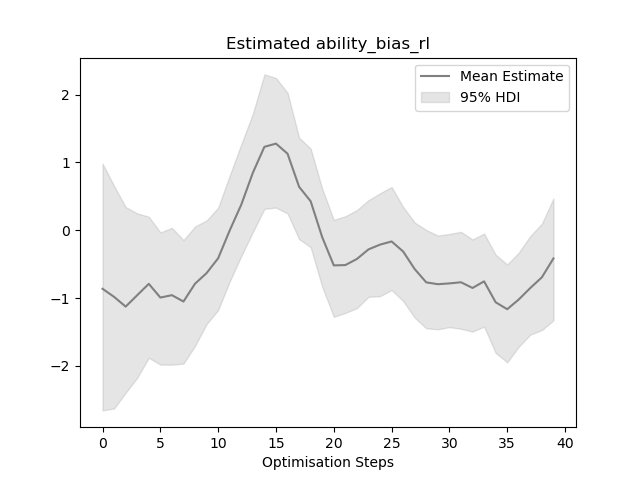 Estimated ability_bias_rl
Mean Estimate
95% HDI
2
1
0
−1
−2
0 5 10 15 20 25 30 35 40
Optimisation Steps